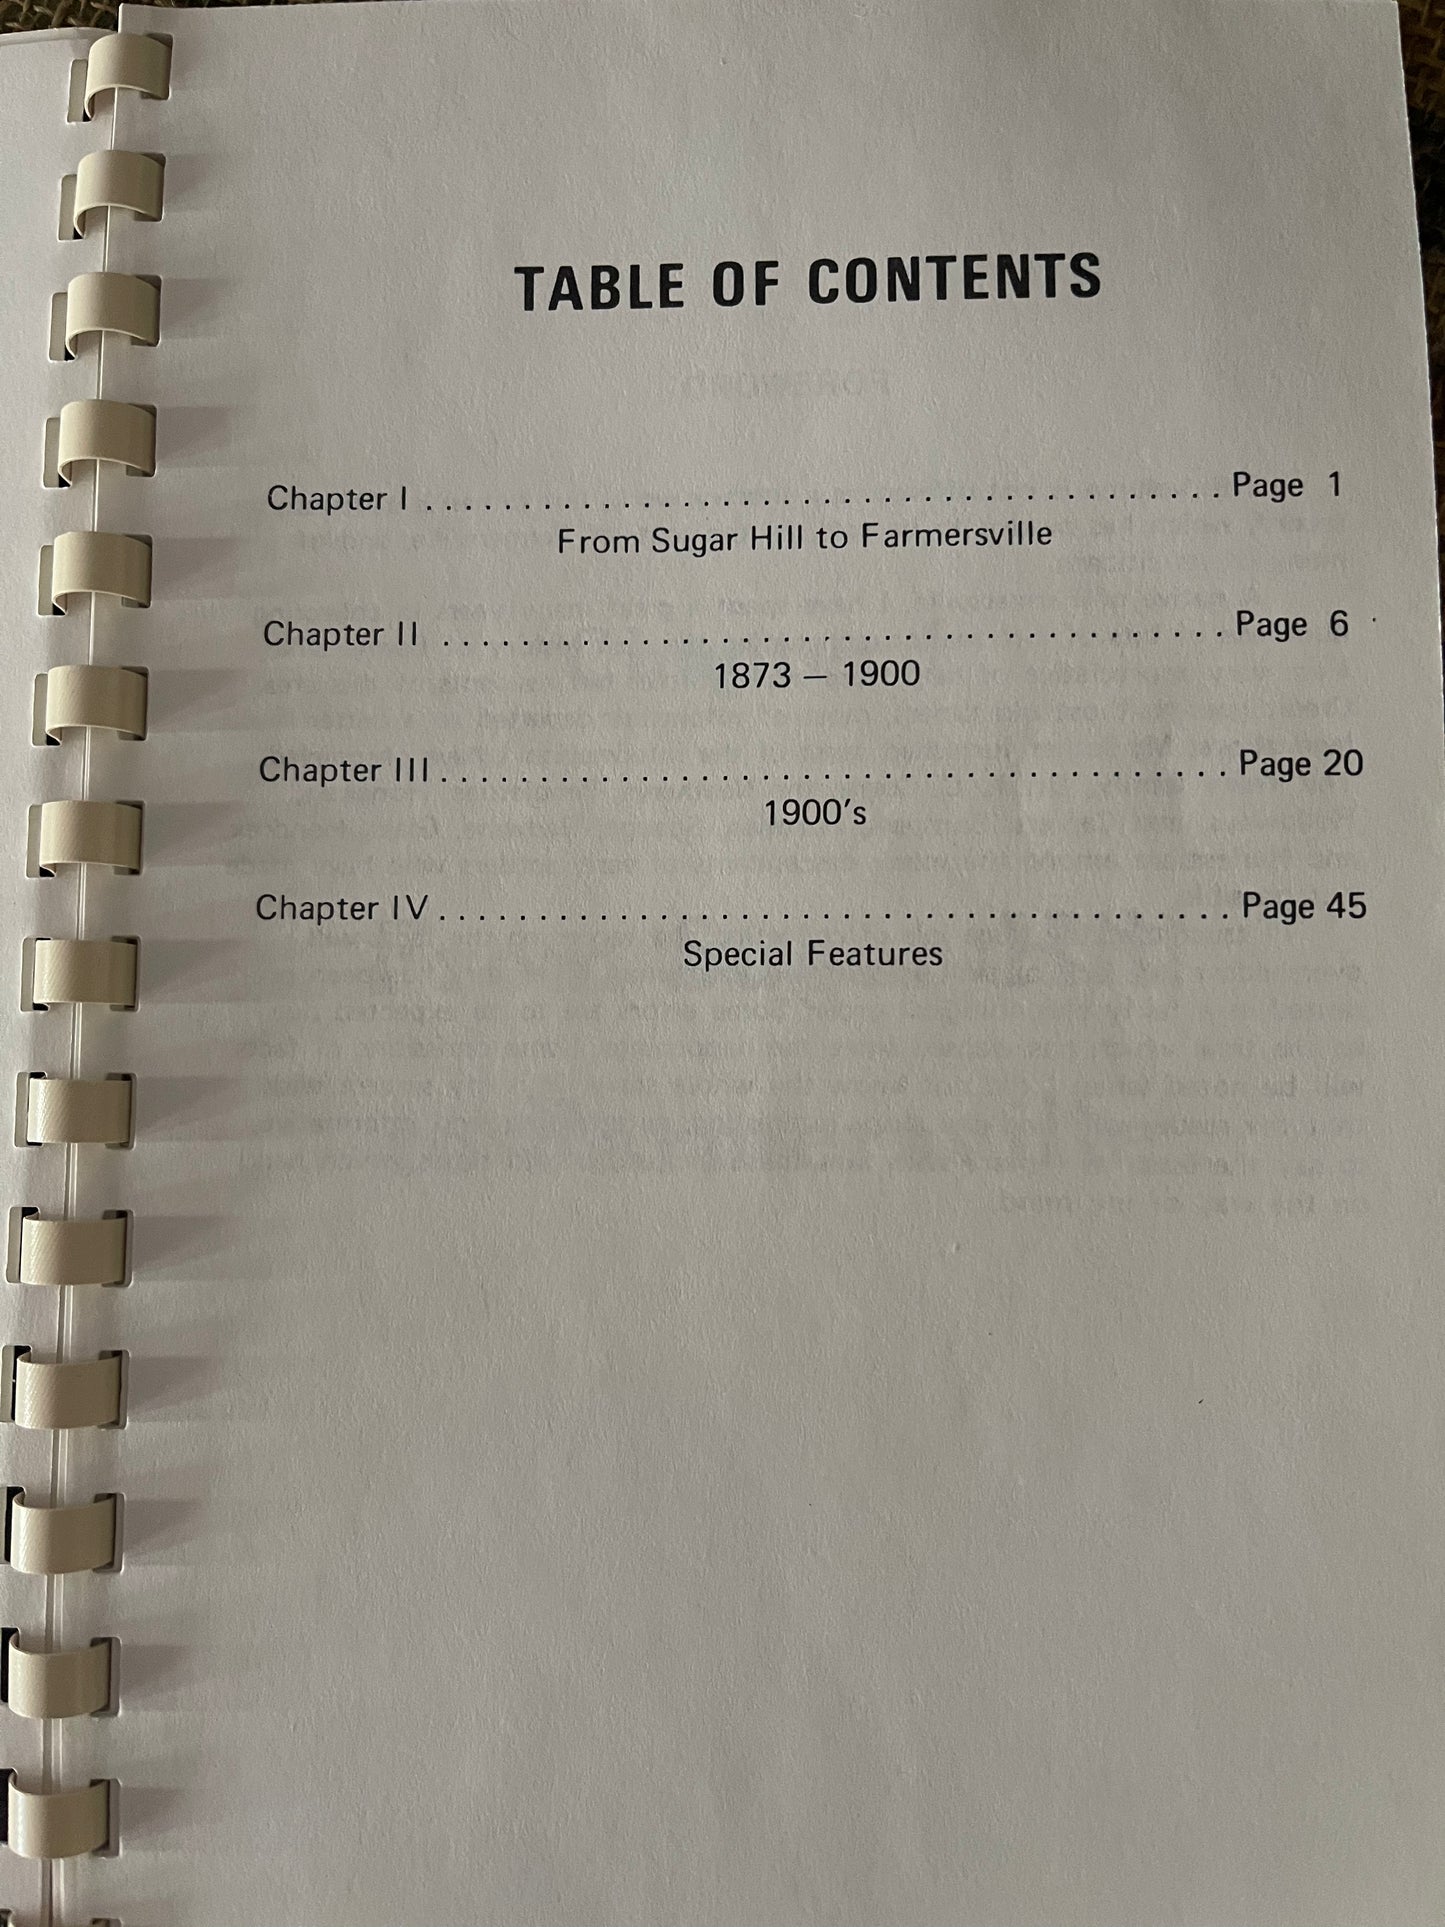 TABLE OF CONTENTS
Chapter I . . . . . . . . . . . . . . . . . . . . . . . . . . . . . . . . . . . . . . . . . . . . . . . Page 1
From Sugar Hill to Farmersville
Chapter II . . . . . . . . . . . . . . . . . . . . . . . . . . . . . . . . . . . . . . . . . . . . . . Page 6
1873 — 1900
Chapter III . . . . . . . . . . . . . . . . . . . . . . . . . . . . . . . . . . . . . . . . . . . . . . Page 20
1900's
Chapter IV . . . . . . . . . . . . . . . . . . . . . . . . . . . . . . . . . . . . . . . . . . . . . . Page 45
Special Features